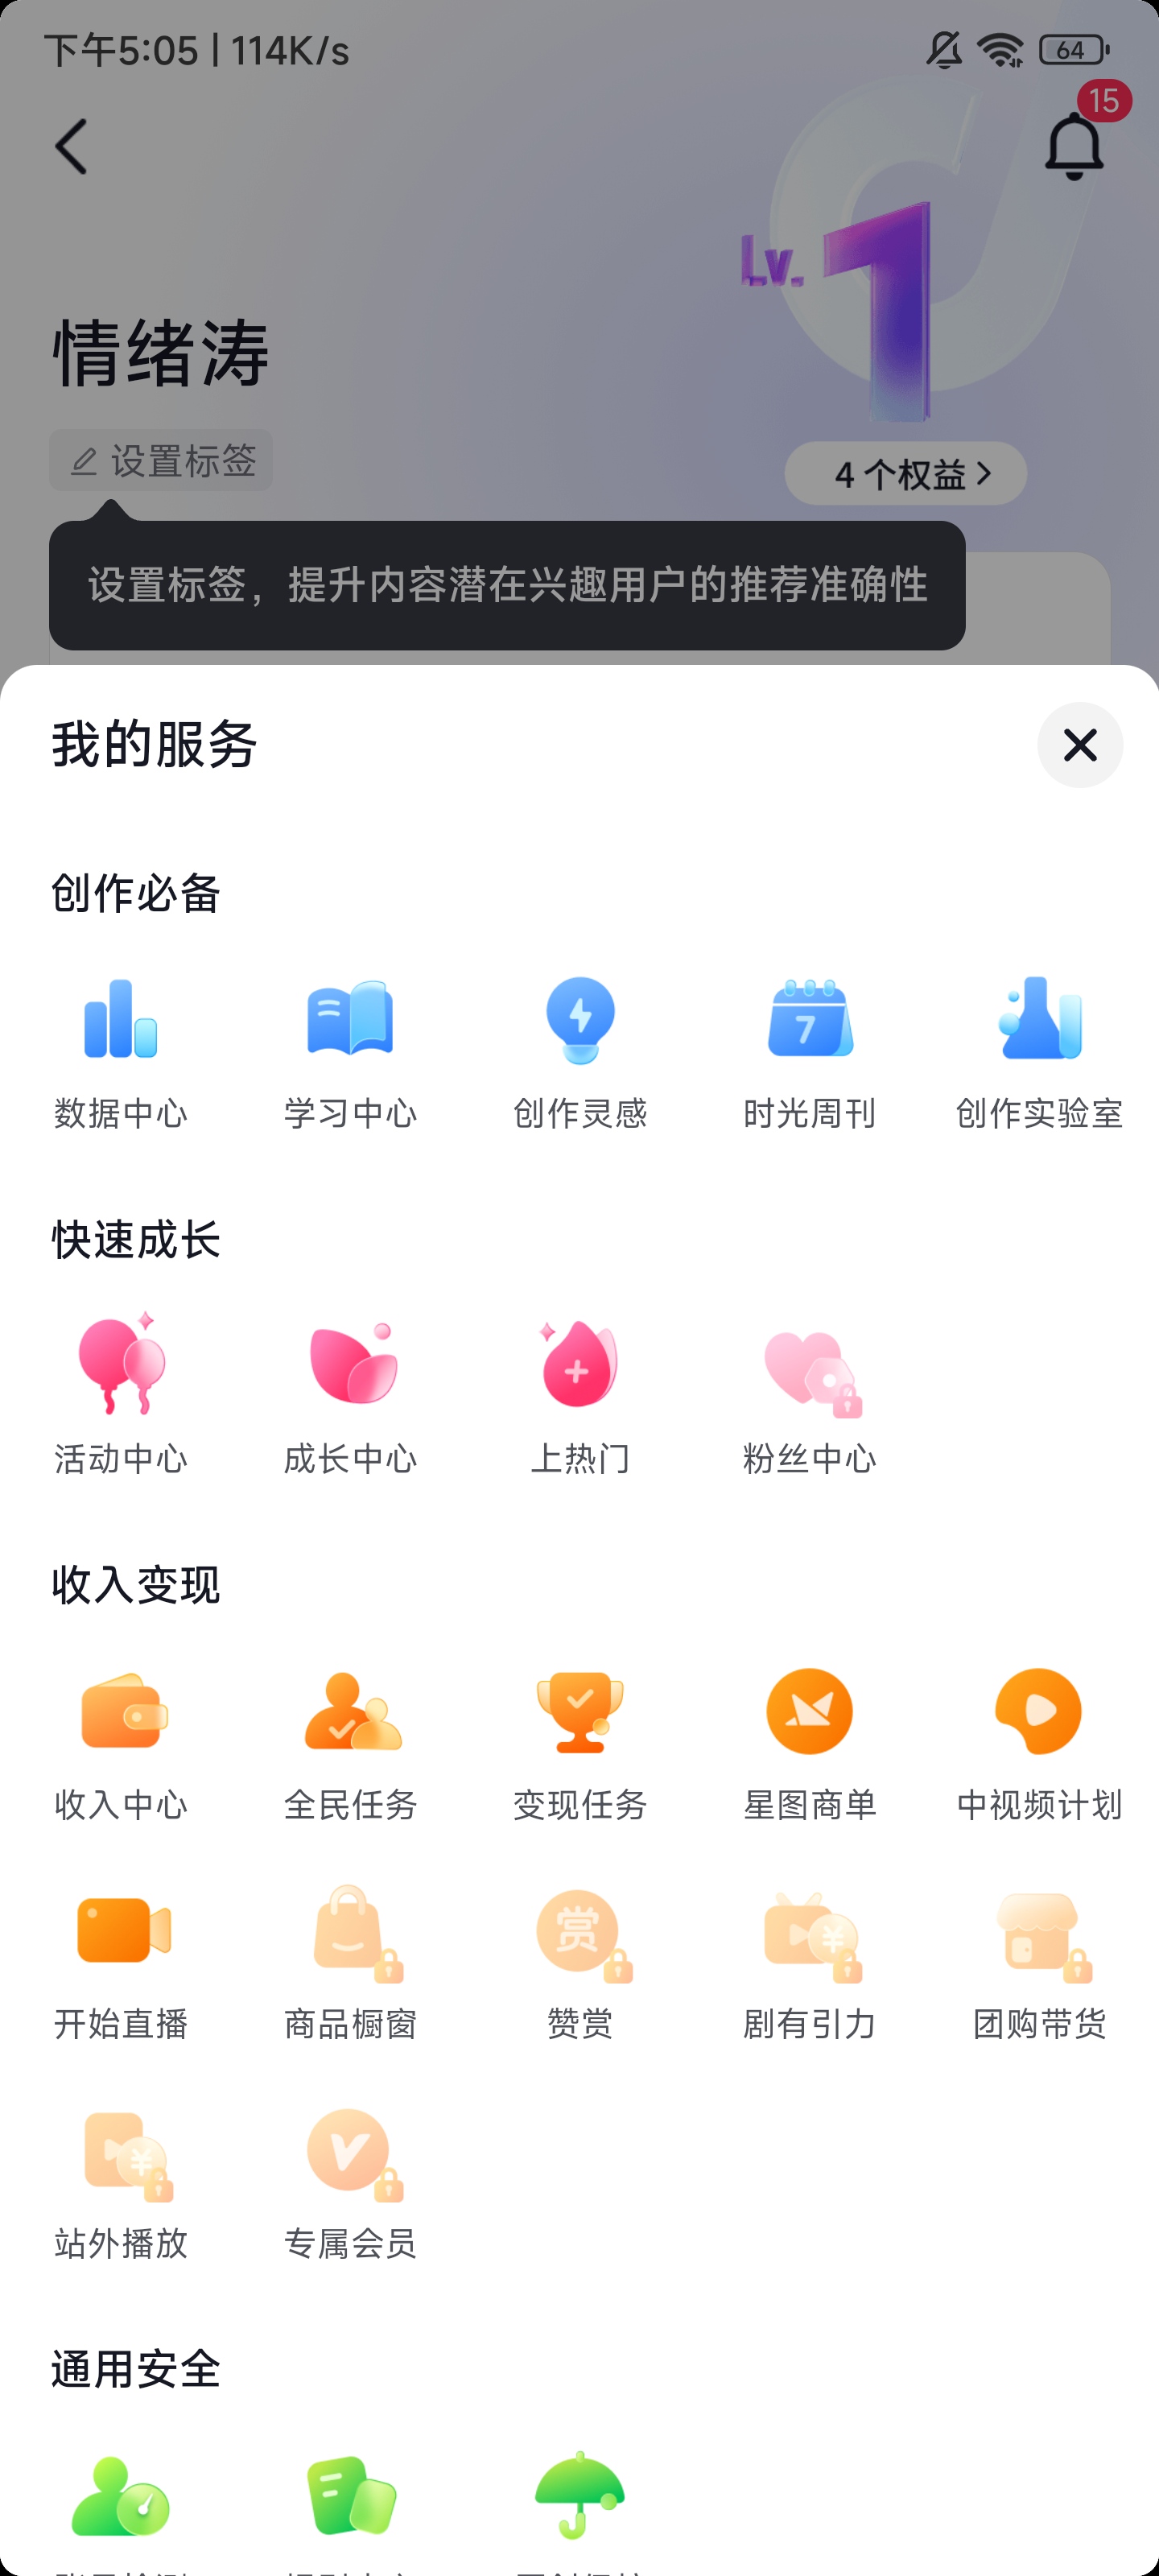 下午5:05 | 114K/s
64
15
Lv.1
情绪涛
设置标签
4 个权益
设置标签，提升内容潜在兴趣用户的推荐准确性
我的服务
创作必备
7
数据中心 学习中心 创作灵感 时光周刊 创作实验室
快速成长
活动中心 成长中心 上热门 粉丝中心
收入变现
收入中心 全民任务 变现任务 星图商单 中视频计划
赏 ¥
开始直播 商品橱窗 赞赏 剧有引力 团购带货
¥
站外播放 专属会员
通用安全